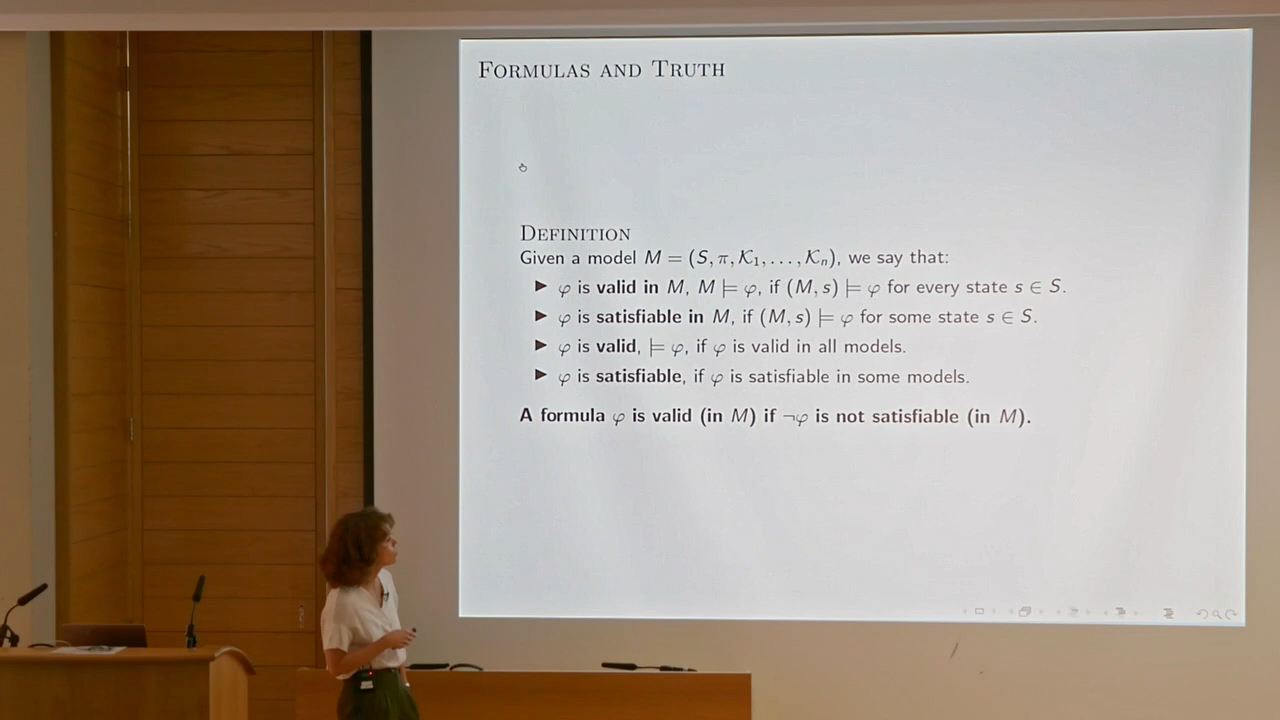 Formulas and Truth
Definition
Given a model M = (S, π, 𝒦₁, . . . , 𝒦ₙ), we say that:
▶ φ is valid in M, M ⊨ φ, if (M, s) ⊨ φ for every state s ∈ S.
▶ φ is satisfiable in M, if (M, s) ⊨ φ for some state s ∈ S.
▶ φ is valid, ⊨ φ, if φ is valid in all models.
▶ φ is satisfiable, if φ is satisfiable in some models.
A formula φ is valid (in M) if ¬φ is not satisfiable (in M).